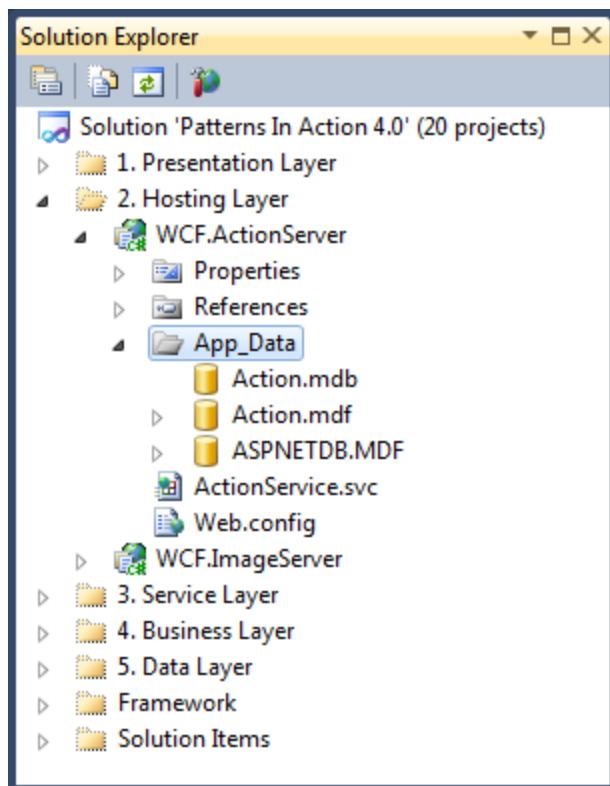 Solution Explorer
Solution 'Patterns In Action 4.0' (20 projects)
1. Presentation Layer
2. Hosting Layer
WCF.ActionServer
Properties
References
App_Data
Action.mdb
Action.mdf
ASPNETDB.MDF
ActionService.svc
Web.config
WCF.ImageServer
3. Service Layer
4. Business Layer
5. Data Layer
Framework
Solution Items